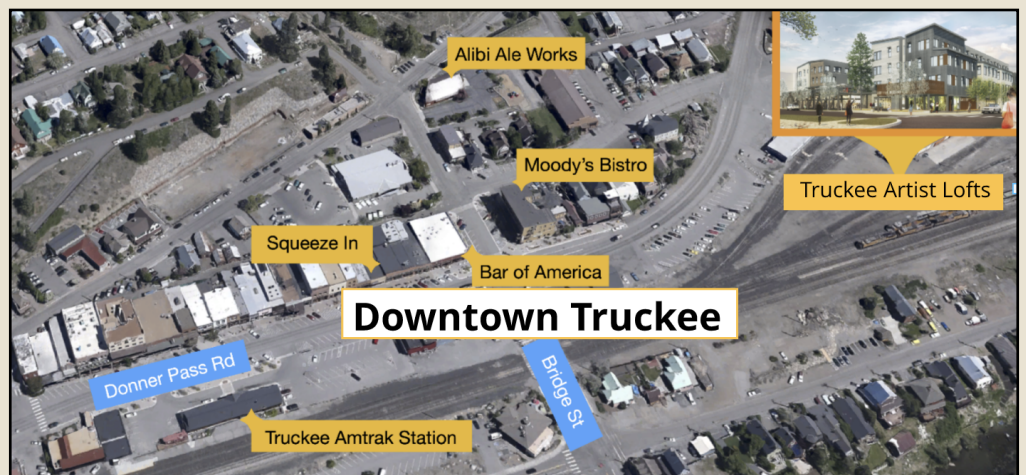 Alibi Ale Works
Moody's Bistro
Truckee Artist Lofts
Squeeze In
Bar of America
Downtown Truckee
Donner Pass Rd
Bridge St
Truckee Amtrak Station